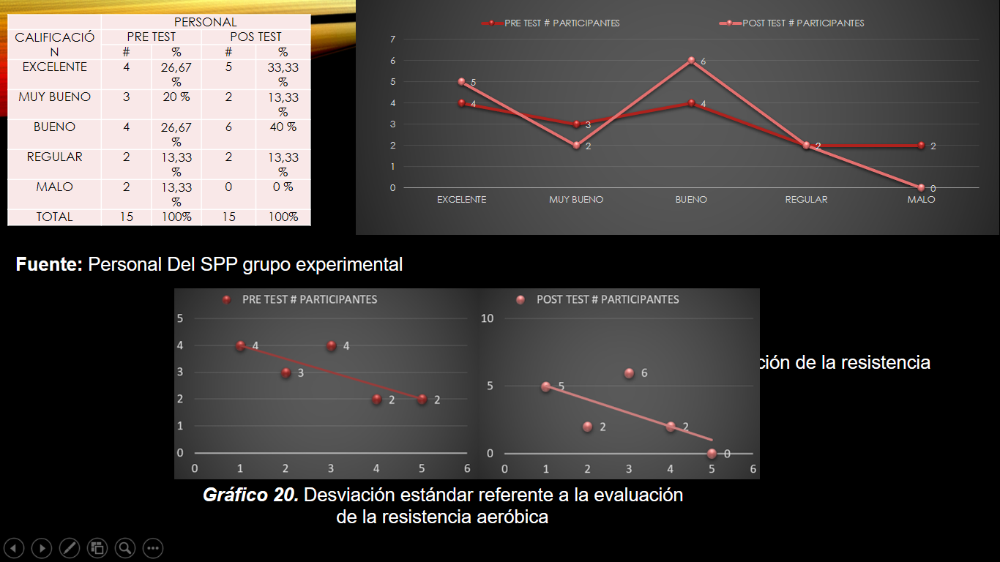 PERSONAL
CALIFICACIÓ
N
PRE TEST POS TEST
# % # %
EXCELENTE 4 26,67
% 5 33,33
%
MUY BUENO 3 20 % 2 13,33
%
BUENO 4 26,67
% 6 40 %
REGULAR 2 13,33
% 2 13,33
%
MALO 2 13,33
% 0 0 %
TOTAL 15 100% 15 100%
PRE TEST # PARTICIPANTES POST TEST # PARTICIPANTES
7
6
5
4
3
2
1
0
5
4
3
2
6
4
2
2
0
EXCELENTE MUY BUENO BUENO REGULAR MALO
Fuente: Personal Del SPP grupo experimental
PRE TEST # PARTICIPANTES
5
4
3
2
1
0
4
3
4
2
2
0 1 2 3 4 5 6
POST TEST # PARTICIPANTES
10
5
0
5
2
6
2
0
0 1 2 3 4 5 6
ción de la resistencia
Gráfico 20. Desviación estándar referente a la evaluación
de la resistencia aeróbica